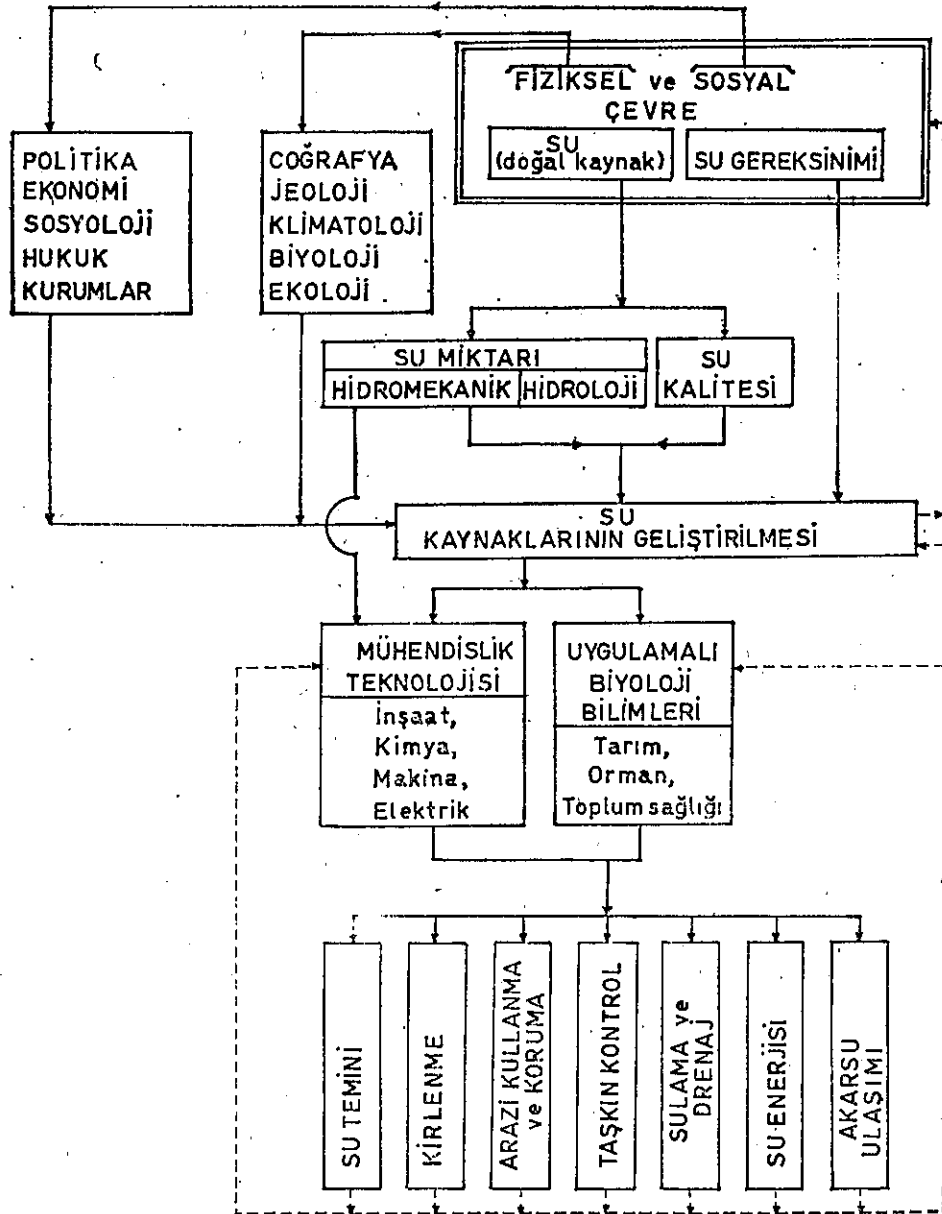 FİZİKSEL ve SOSYAL
ÇEVRE
SU
(doğal kaynak)
SU GEREKSİNİMİ
POLİTİKA
EKONOMİ
SOSYOLOJİ
HUKUK
KURUMLAR
COĞRAFYA
JEOLOJİ
KLİMATOLOJİ
BİYOLOJİ
EKOLOJİ
SU MİKTARI
HİDROMEKANİK
HİDROLOJİ
SU
KALİTESİ
SU
KAYNAKLARININ GELİŞTİRİLMESİ
MÜHENDİSLİK
TEKNOLOJİSİ
İnşaat,
Kimya,
Makina,
Elektrik
UYGULAMALI
BİYOLOJİ
BİLİMLERİ
Tarım,
Orman,
Toplum sağlığı
SU TEMİNİ
KİRLENME
ARAZİ KULLANMA
ve KORUMA
TAŞKIN KONTROL
SULAMA ve
DRENAJ
SU ENERJİSİ
AKARSU
ULAŞIMI